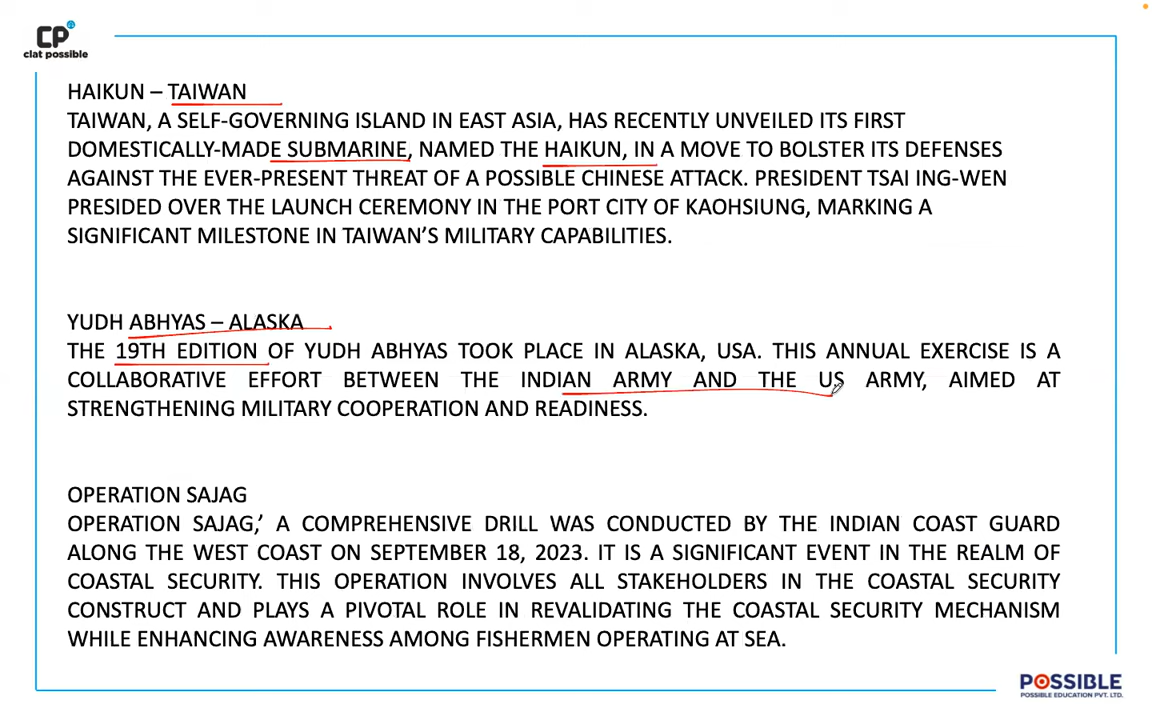 CP
clat possible
HAIKUN – TAIWAN
TAIWAN, A SELF-GOVERNING ISLAND IN EAST ASIA, HAS RECENTLY UNVEILED ITS FIRST
DOMESTICALLY-MADE SUBMARINE, NAMED THE HAIKUN, IN A MOVE TO BOLSTER ITS DEFENSES
AGAINST THE EVER-PRESENT THREAT OF A POSSIBLE CHINESE ATTACK. PRESIDENT TSAI ING-WEN
PRESIDED OVER THE LAUNCH CEREMONY IN THE PORT CITY OF KAOHSIUNG, MARKING A
SIGNIFICANT MILESTONE IN TAIWAN’S MILITARY CAPABILITIES.
YUDH ABHYAS – ALASKA
THE 19TH EDITION OF YUDH ABHYAS TOOK PLACE IN ALASKA, USA. THIS ANNUAL EXERCISE IS A
COLLABORATIVE EFFORT BETWEEN THE INDIAN ARMY AND THE US ARMY, AIMED AT
STRENGTHENING MILITARY COOPERATION AND READINESS.
OPERATION SAJAG
OPERATION SAJAG,’ A COMPREHENSIVE DRILL WAS CONDUCTED BY THE INDIAN COAST GUARD
ALONG THE WEST COAST ON SEPTEMBER 18, 2023. IT IS A SIGNIFICANT EVENT IN THE REALM OF
COASTAL SECURITY. THIS OPERATION INVOLVES ALL STAKEHOLDERS IN THE COASTAL SECURITY
CONSTRUCT AND PLAYS A PIVOTAL ROLE IN REVALIDATING THE COASTAL SECURITY MECHANISM
WHILE ENHANCING AWARENESS AMONG FISHERMEN OPERATING AT SEA.
POSSIBLE
POSSIBLE EDUCATION PVT. LTD.